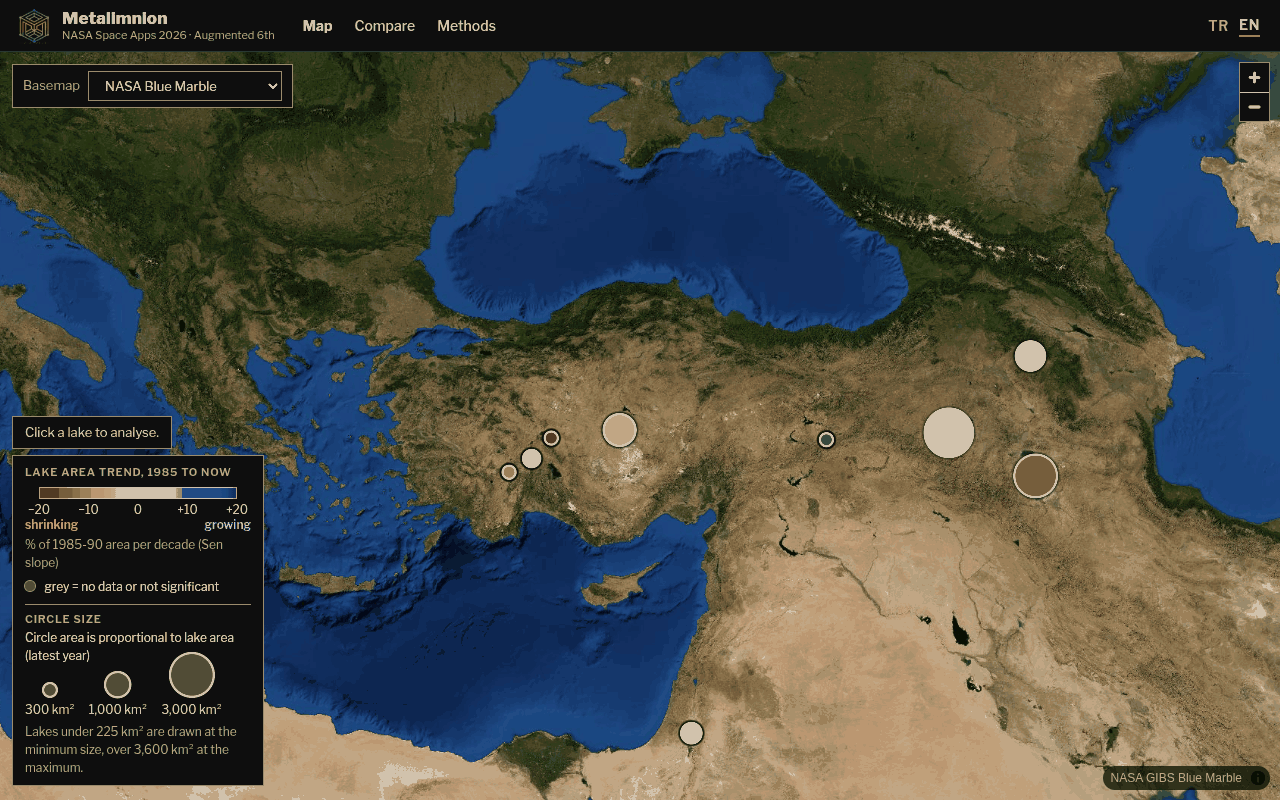 Metalimnion
NASA Space Apps 2026 · Augmented 6th
Map
Compare
Methods
TR
EN
Basemap
NASA Blue Marble
+
−
Click a lake to analyse.
LAKE AREA TREND, 1985 TO NOW
−20 −10 0 +10 +20
shrinking growing
% of 1985-90 area per decade (Sen
slope)
grey = no data or not significant
CIRCLE SIZE
Circle area is proportional to lake area
(latest year)
300 km² 1,000 km² 3,000 km²
Lakes under 225 km² are drawn at the
minimum size, over 3,600 km² at the
maximum.
NASA GIBS Blue Marble